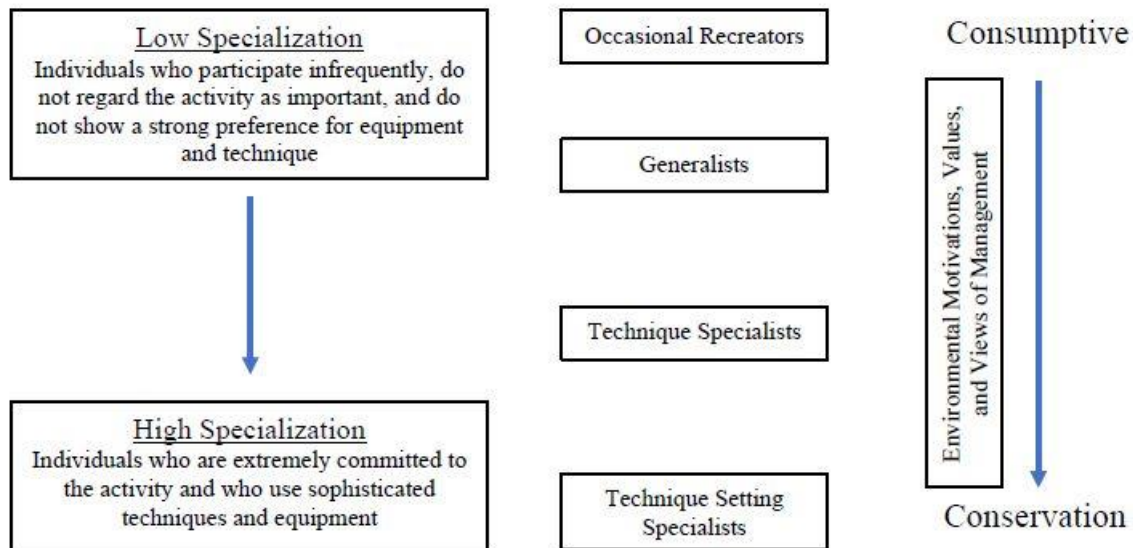 Low Specialization
Individuals who participate infrequently, do
not regard the activity as important, and do
not show a strong preference for equipment
and technique
High Specialization
Individuals who are extremely committed to
the activity and who use sophisticated
techniques and equipment
Occasional Recreators
Generalists
Technique Specialists
Technique Setting
Specialists
Consumptive
Environmental Motivations, Values,
and Views of Management
Conservation